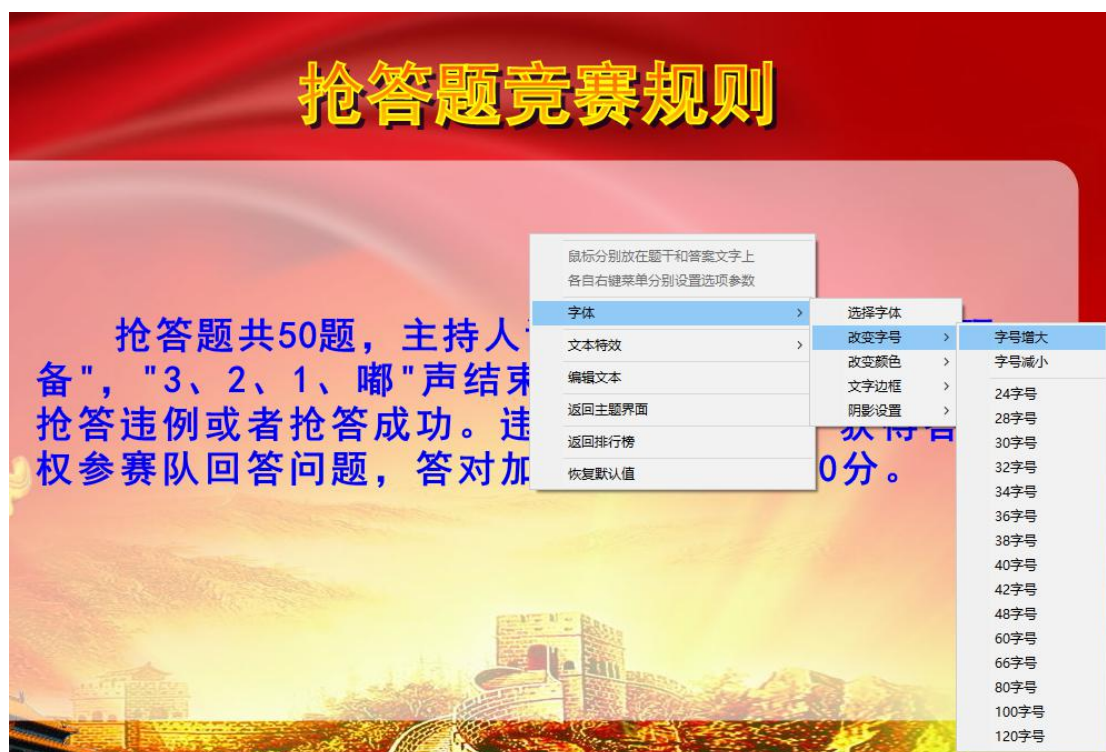 抢答题竞赛规则
抢答题共50题，主持人
备"，"3、2、1、嘟"声结束
抢答违例或者抢答成功。违
获得答
权参赛队回答问题，答对加
0分。
鼠标分别放在题干和答案文字上
各自右键菜单分别设置选项参数
字体
文本特效
编辑文本
返回主题界面
返回排行榜
恢复默认值
选择字体
改变字号
改变颜色
文字边框
阴影设置
字号增大
字号减小
24字号
28字号
30字号
32字号
34字号
36字号
38字号
40字号
42字号
48字号
60字号
66字号
80字号
100字号
120字号